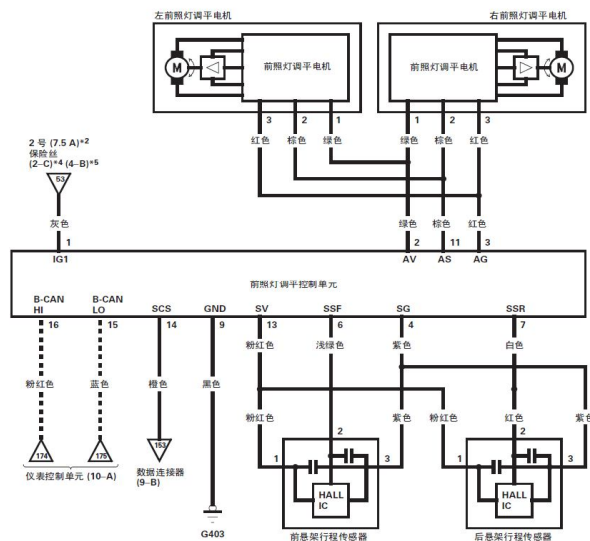 左前照灯调平电机
右前照灯调平电机
前照灯调平电机
前照灯调平电机
M
M
3 2 1
1 2 3
红色 棕色 绿色
绿色 棕色 红色
2 号 (7.5 A)*2
保险丝
(2–C)*4 (4–B)*5
53
灰色
绿色 棕色 红色
1
2 11 3
IG1
AV AS AG
前照灯调平控制单元
B-CAN
HI
B-CAN
LO
SCS
GND
SV
SSF
SG
SSR
16 15 14 9 13 6 4 7
粉红色
蓝色
橙色
黑色
粉红色
浅绿色
紫色
白色
粉红色
紫色
粉红色
红色
紫色
174
175
153
仪表控制单元 (10–A)
数据连接器
(9–B)
G403
1 2 3
HALL
IC
前悬架行程传感器
1 2 3
HALL
IC
后悬架行程传感器